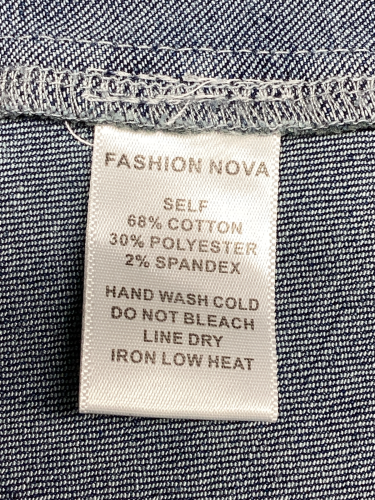 FASHION NOVA
SELF
68% COTTON
30% POLYESTER
2% SPANDEX
HAND WASH COLD
DO NOT BLEACH
LINE DRY
IRON LOW HEAT